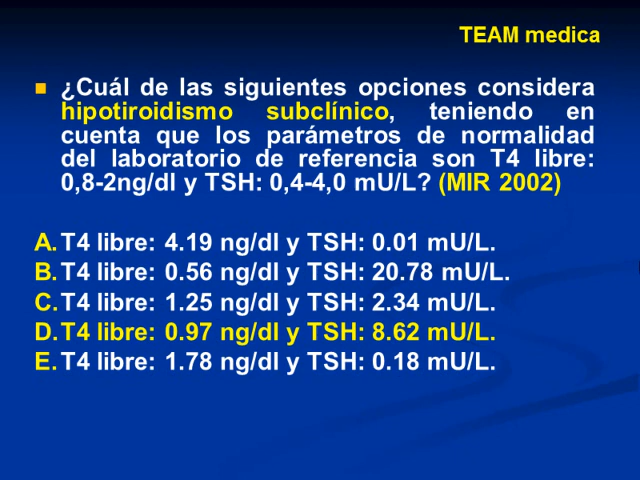 TEAM medica
¿Cuál de las siguientes opciones considera
hipotiroidismo subclínico, teniendo en
cuenta que los parámetros de normalidad
del laboratorio de referencia son T4 libre:
0,8-2ng/dl y TSH: 0,4-4,0 mU/L? (MIR 2002)
A. T4 libre: 4.19 ng/dl y TSH: 0.01 mU/L.
B. T4 libre: 0.56 ng/dl y TSH: 20.78 mU/L.
C. T4 libre: 1.25 ng/dl y TSH: 2.34 mU/L.
D. T4 libre: 0.97 ng/dl y TSH: 8.62 mU/L.
E. T4 libre: 1.78 ng/dl y TSH: 0.18 mU/L.